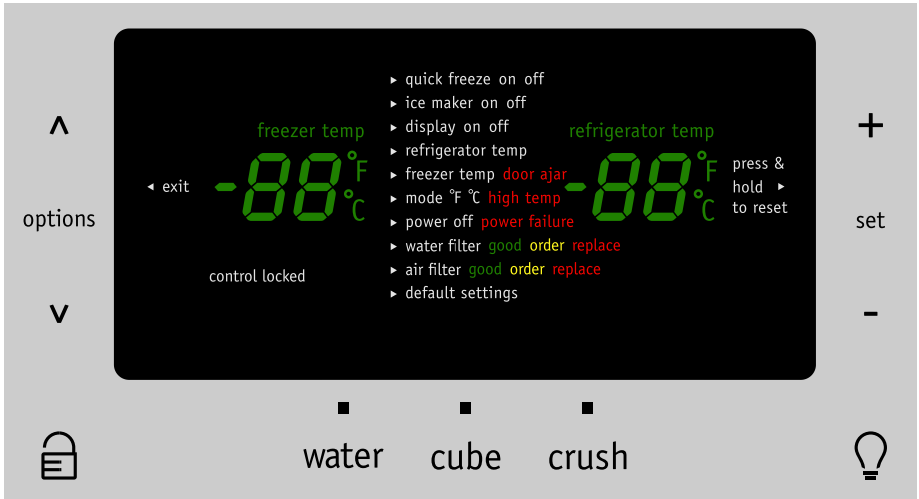 quick freeze on off
ice maker on off
display on off
refrigerator temp
freezer temp door ajar
mode °F °C high temp
power off power failure
water filter good order replace
air filter good order replace
default settings
freezer temp
-88 °F °C
refrigerator temp
-88 °F °C
exit
press &
hold
to reset
control locked
options
set
+
-
water
cube
crush